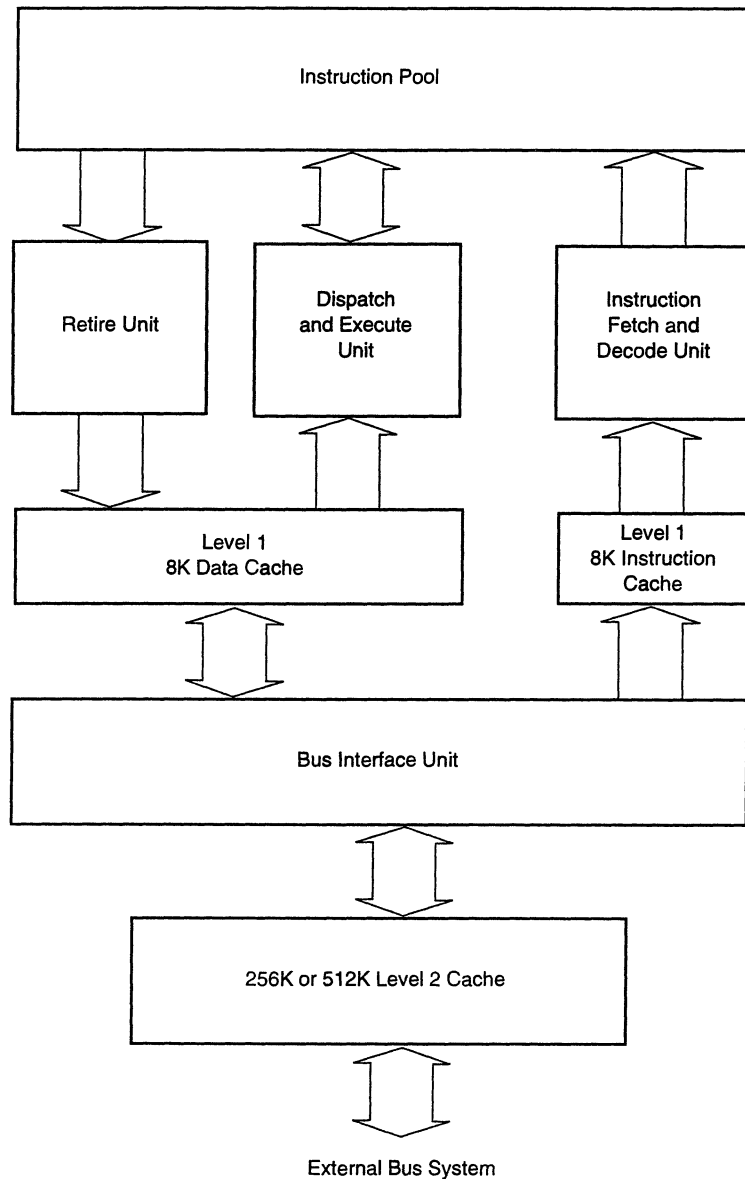 Instruction Pool
Retire Unit
Dispatch
and Execute
Unit
Instruction
Fetch and
Decode Unit
Level 1
8K Data Cache
Level 1
8K Instruction
Cache
Bus Interface Unit
256K or 512K Level 2 Cache
External Bus System